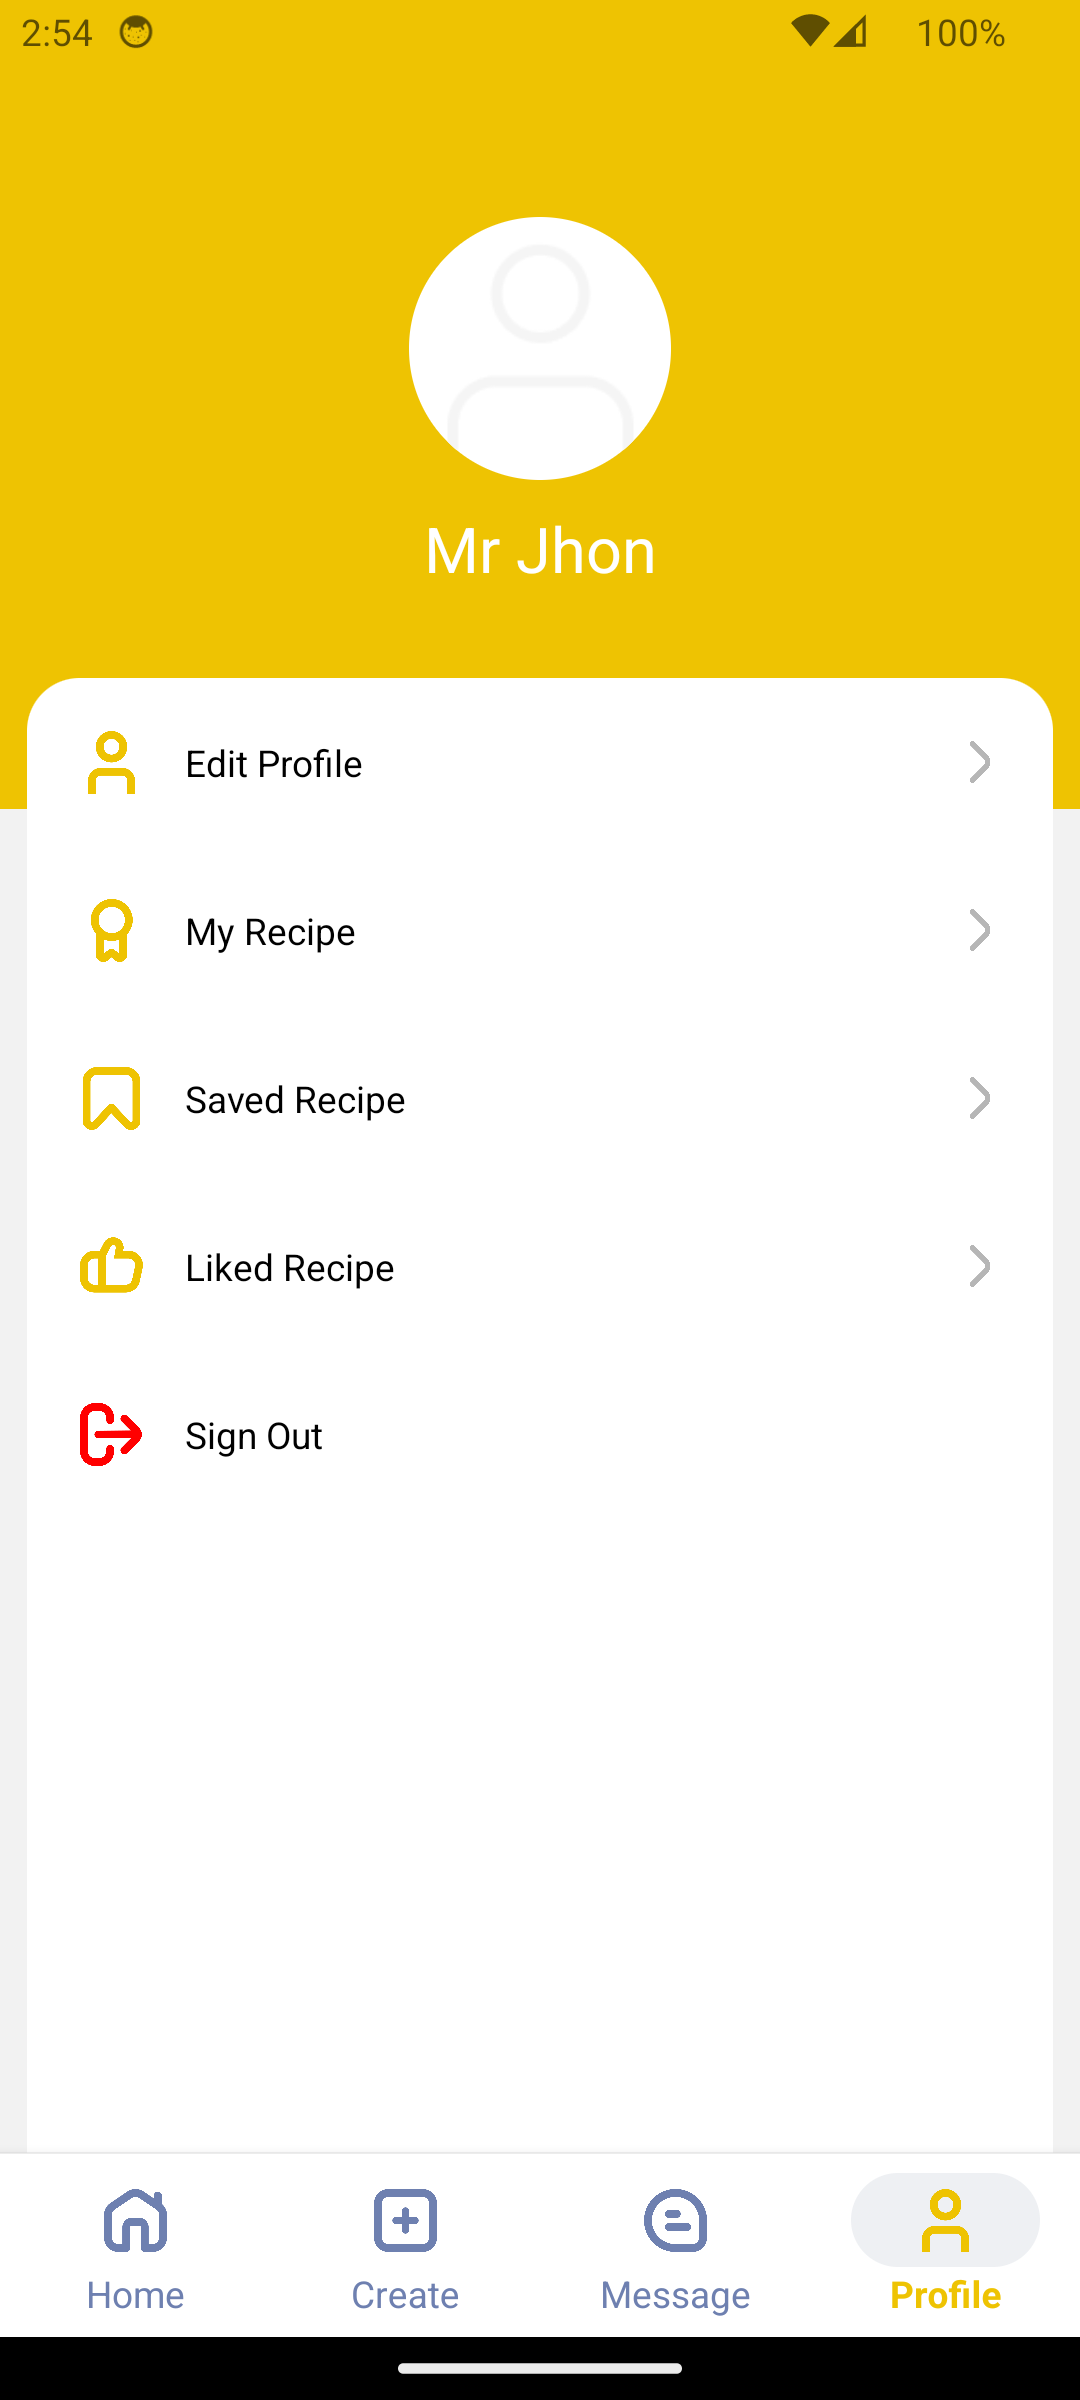 2:54
100%
Mr Jhon
Edit Profile
My Recipe
Saved Recipe
Liked Recipe
Sign Out
Home
Create
Message
Profile